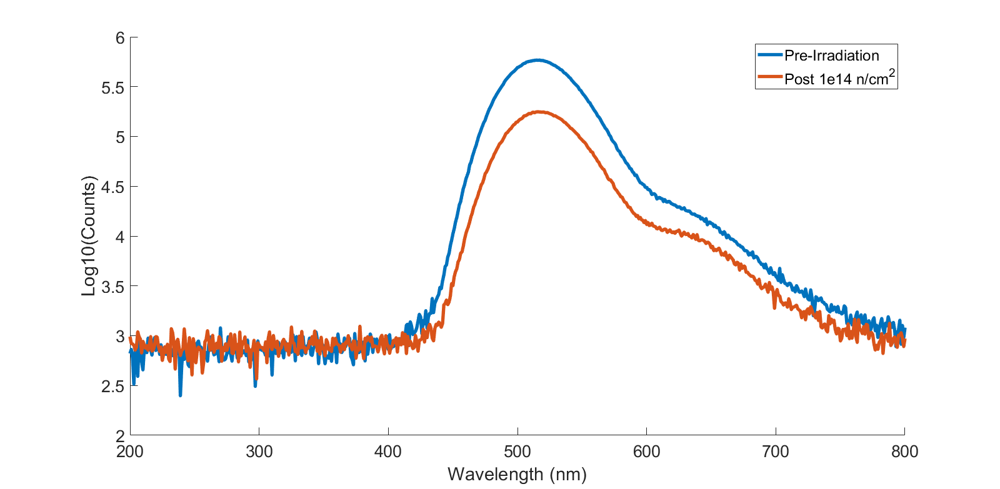 6
5.5
5
4.5
4
3.5
3
2.5
2
Log10(Counts)
200 300 400 500 600 700 800
Wavelength (nm)
Pre-Irradiation
Post 1e14 n/cm²